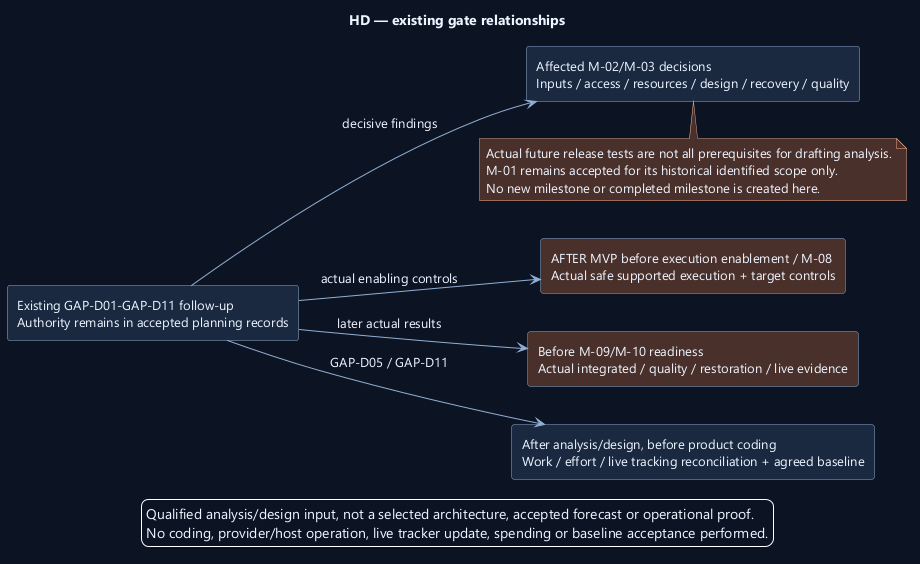 HD — existing gate relationships
Affected M-02/M-03 decisions
Inputs / access / resources / design / recovery / quality
decisive findings
Actual future release tests are not all prerequisites for drafting analysis.
M-01 remains accepted for its historical identified scope only.
No new milestone or completed milestone is created here.
AFTER MVP before execution enablement / M-08
Actual safe supported execution + target controls
actual enabling controls
Existing GAP-D01-GAP-D11 follow-up
Authority remains in accepted planning records
later actual results
Before M-09/M-10 readiness
Actual integrated / quality / restoration / live evidence
GAP-D05 / GAP-D11
After analysis/design, before product coding
Work / effort / live tracking reconciliation + agreed baseline
Qualified analysis/design input, not a selected architecture, accepted forecast or operational proof.
No coding, provider/host operation, live tracker update, spending or baseline acceptance performed.